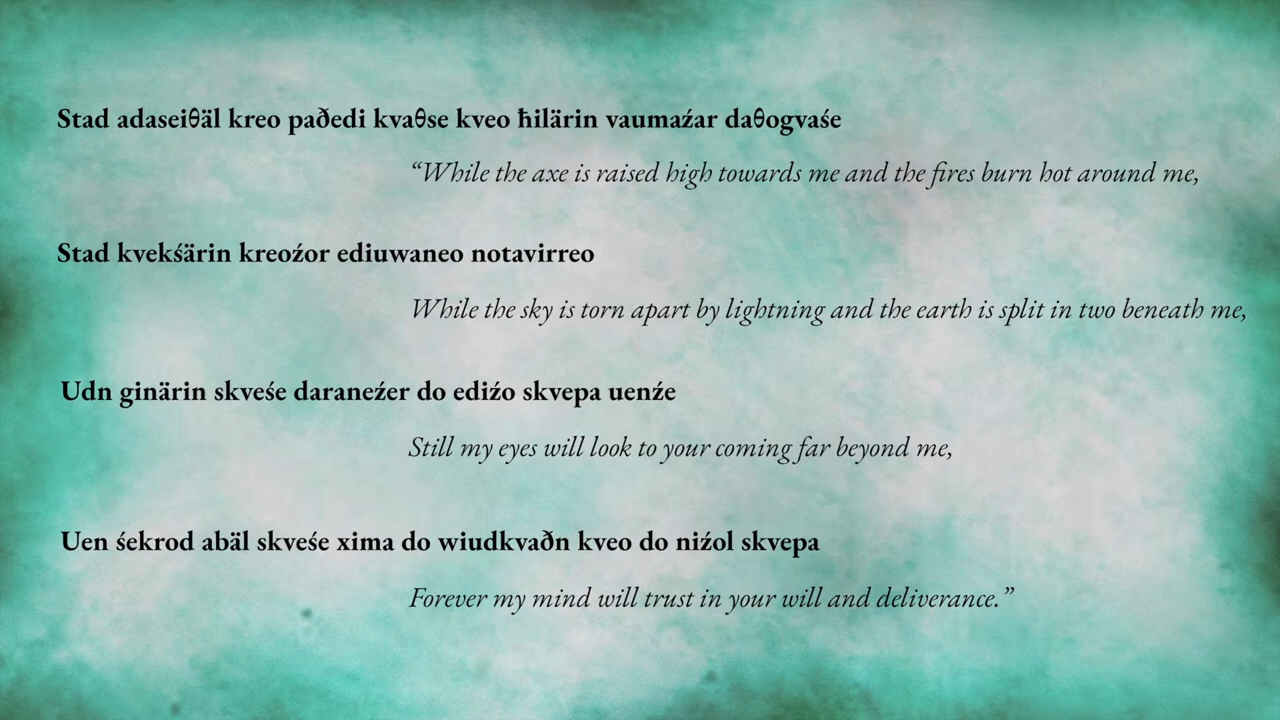 Stad adaseiθäl kreo paðedi kvaθse kveo ħilärin vaumaźar daθogvaśe
“While the axe is raised high towards me and the fires burn hot around me,
Stad kvekśärin kreoźor ediuwaneo notavirreo
While the sky is torn apart by lightning and the earth is split in two beneath me,
Udn ginärin skveśe daraneźer do ediźo skvepa uenźe
Still my eyes will look to your coming far beyond me,
Uen śekrod abäl skveśe xima do wiudkvaðn kveo do niźol skvepa
Forever my mind will trust in your will and deliverance.”